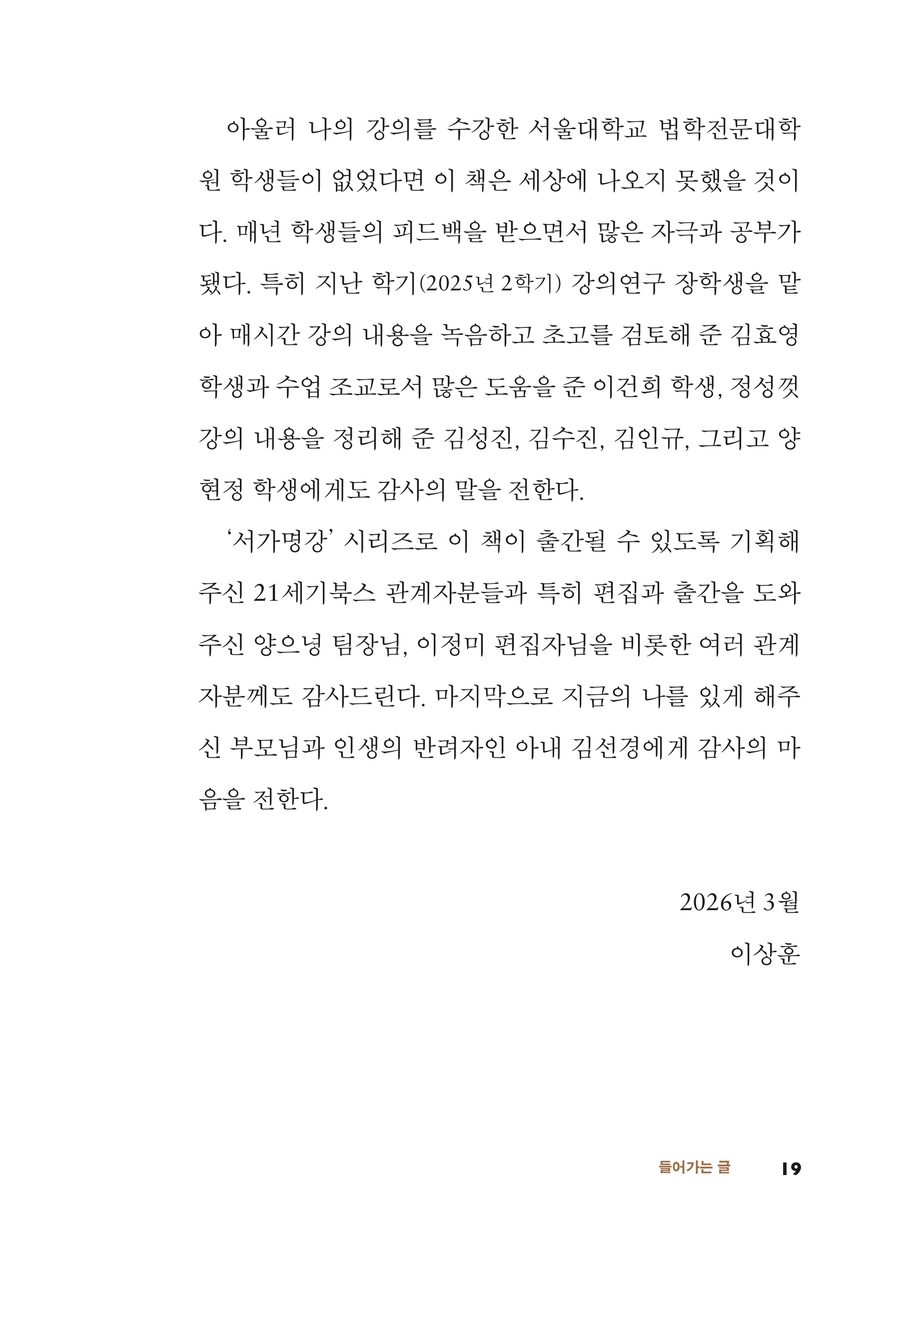 아울러 나의 강의를 수강한 서울대학교 법학전문대학
원 학생들이 없었다면 이 책은 세상에 나오지 못했을 것이
다. 매년 학생들의 피드백을 받으면서 많은 자극과 공부가
됐다. 특히 지난 학기(2025년 2학기) 강의연구 장학생을 맡
아 매시간 강의 내용을 녹음하고 초고를 검토해 준 김효영
학생과 수업 조교로서 많은 도움을 준 이건희 학생, 정성껏
강의 내용을 정리해 준 김성진, 김수진, 김인규, 그리고 양
현정 학생에게도 감사의 말을 전한다.
‘서가명강’ 시리즈로 이 책이 출간될 수 있도록 기획해
주신 21세기북스 관계자분들과 특히 편집과 출간을 도와
주신 양으녕 팀장님, 이정미 편집자님을 비롯한 여러 관계
자분께도 감사드린다. 마지막으로 지금의 나를 있게 해주
신 부모님과 인생의 반려자인 아내 김선경에게 감사의 마
음을 전한다.
2026년 3월
이상훈
들어가는 글 19